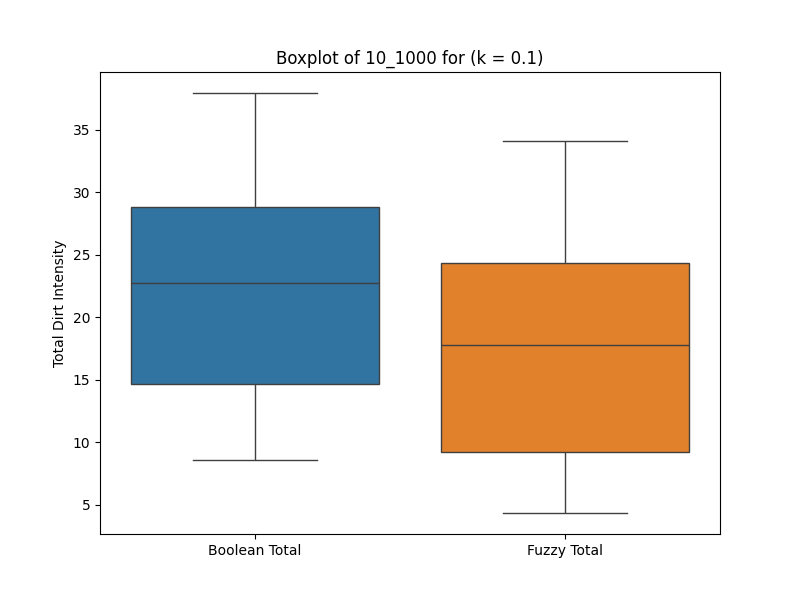 Boxplot of 10_1000 for (k = 0.1)
Total Dirt Intensity
35
30
25
20
15
10
5
Boolean Total
Fuzzy Total